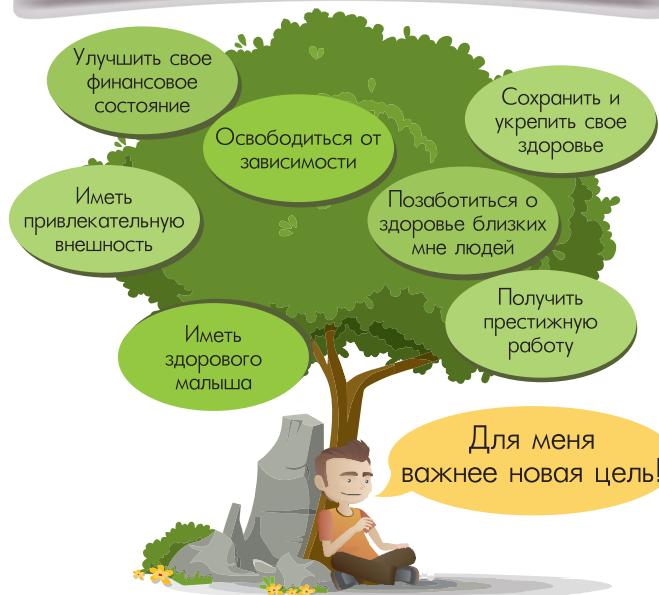 Улучшить свое
финансовое
состояние
Освободиться от
зависимости
Сохранить и
укрепить свое
здоровье
Иметь
привлекательную
внешность
Позаботиться о
здоровье близких
мне людей
Получить
престижную
работу
Иметь
здорового
малыша
Для меня
важнее новая цель!